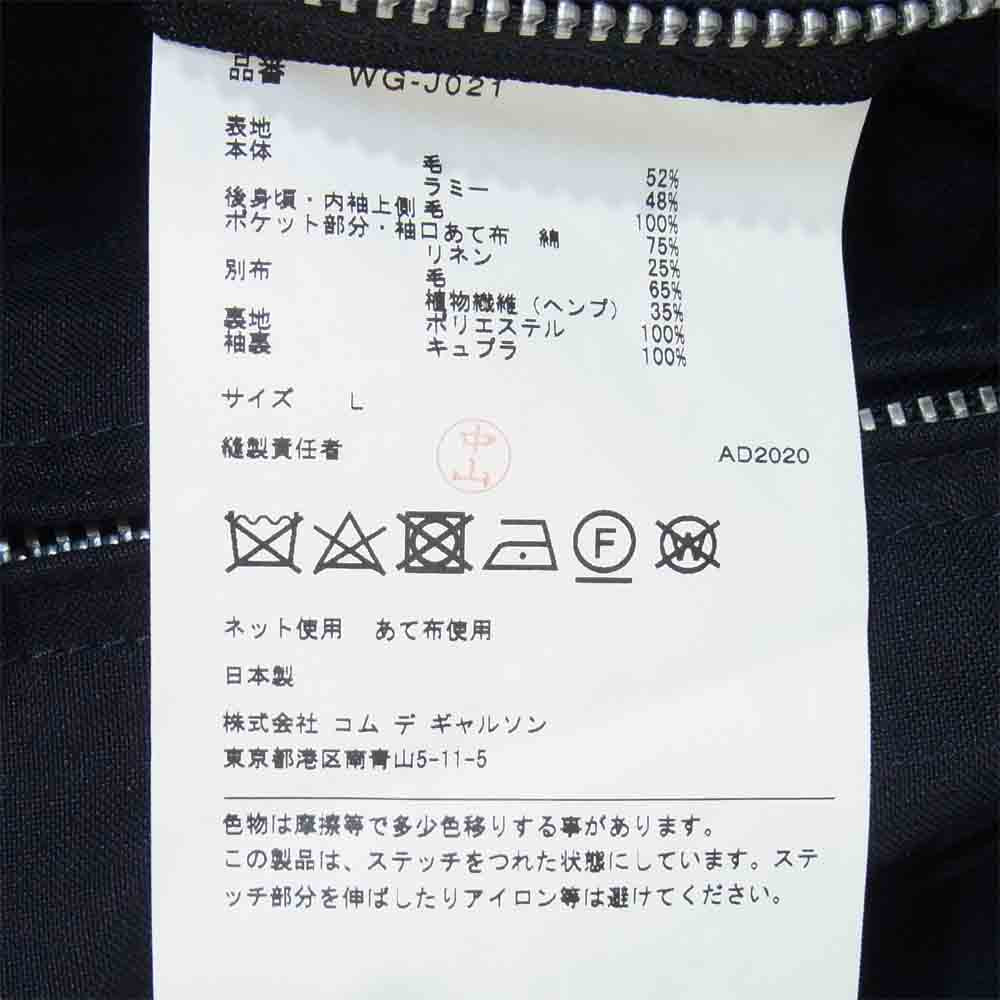 品番 WG-J021
表地
本体 毛 52%
ラミー 48%
後身頃・内袖上側 毛 100%
ポケット部分・袖口あて布 綿 75%
リネン 25%
別布 毛 65%
植物繊維(ヘンプ) 35%
裏地 ポリエステル 100%
袖裏 キュプラ 100%
サイズ L
縫製責任者 中山 AD2020
F W
ネット使用 あて布使用
日本製
株式会社 コム デ ギャルソン
東京都港区南青山5-11-5
色物は摩擦等で多少色移りする事があります。
この製品は、ステッチをつれた状態にしています。ステ
ッチ部分を伸ばしたりアイロン等は避けてください。